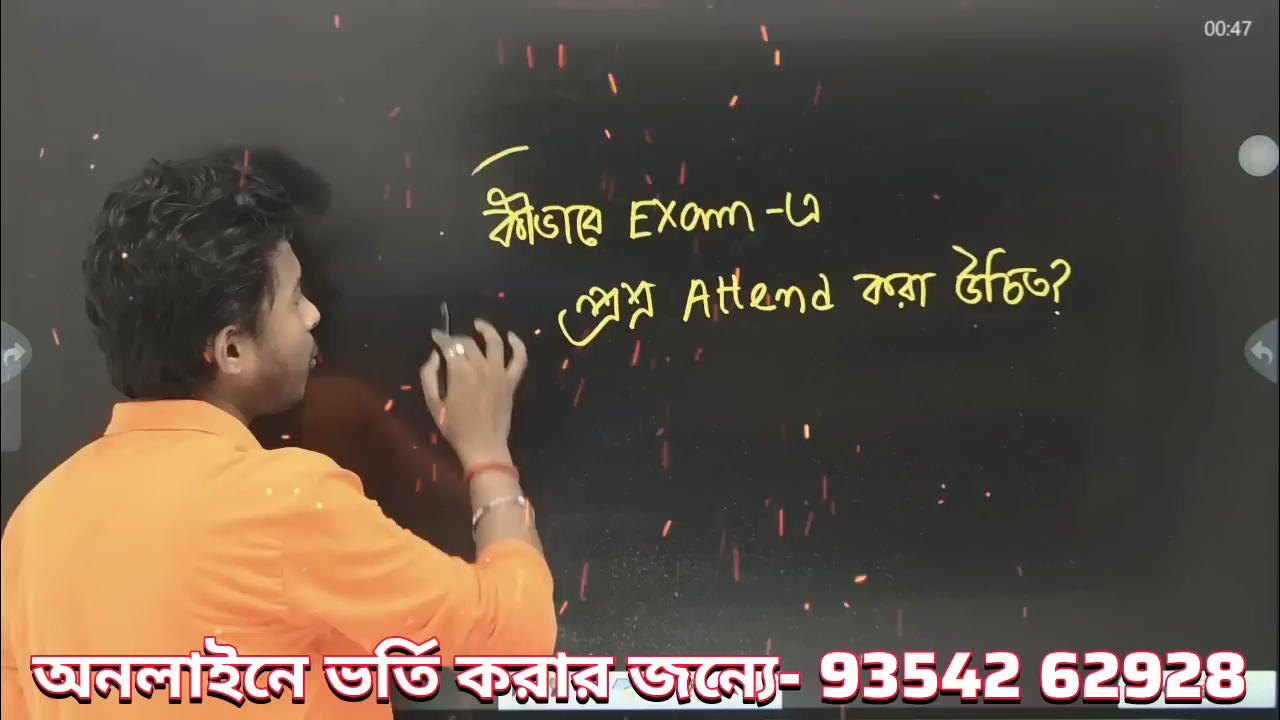 00:47
কীভাবে Exam-এ
প্রশ্ন Attend করা উচিত?
অনলাইনে ভর্তি করার জন্যে- 93542 62928